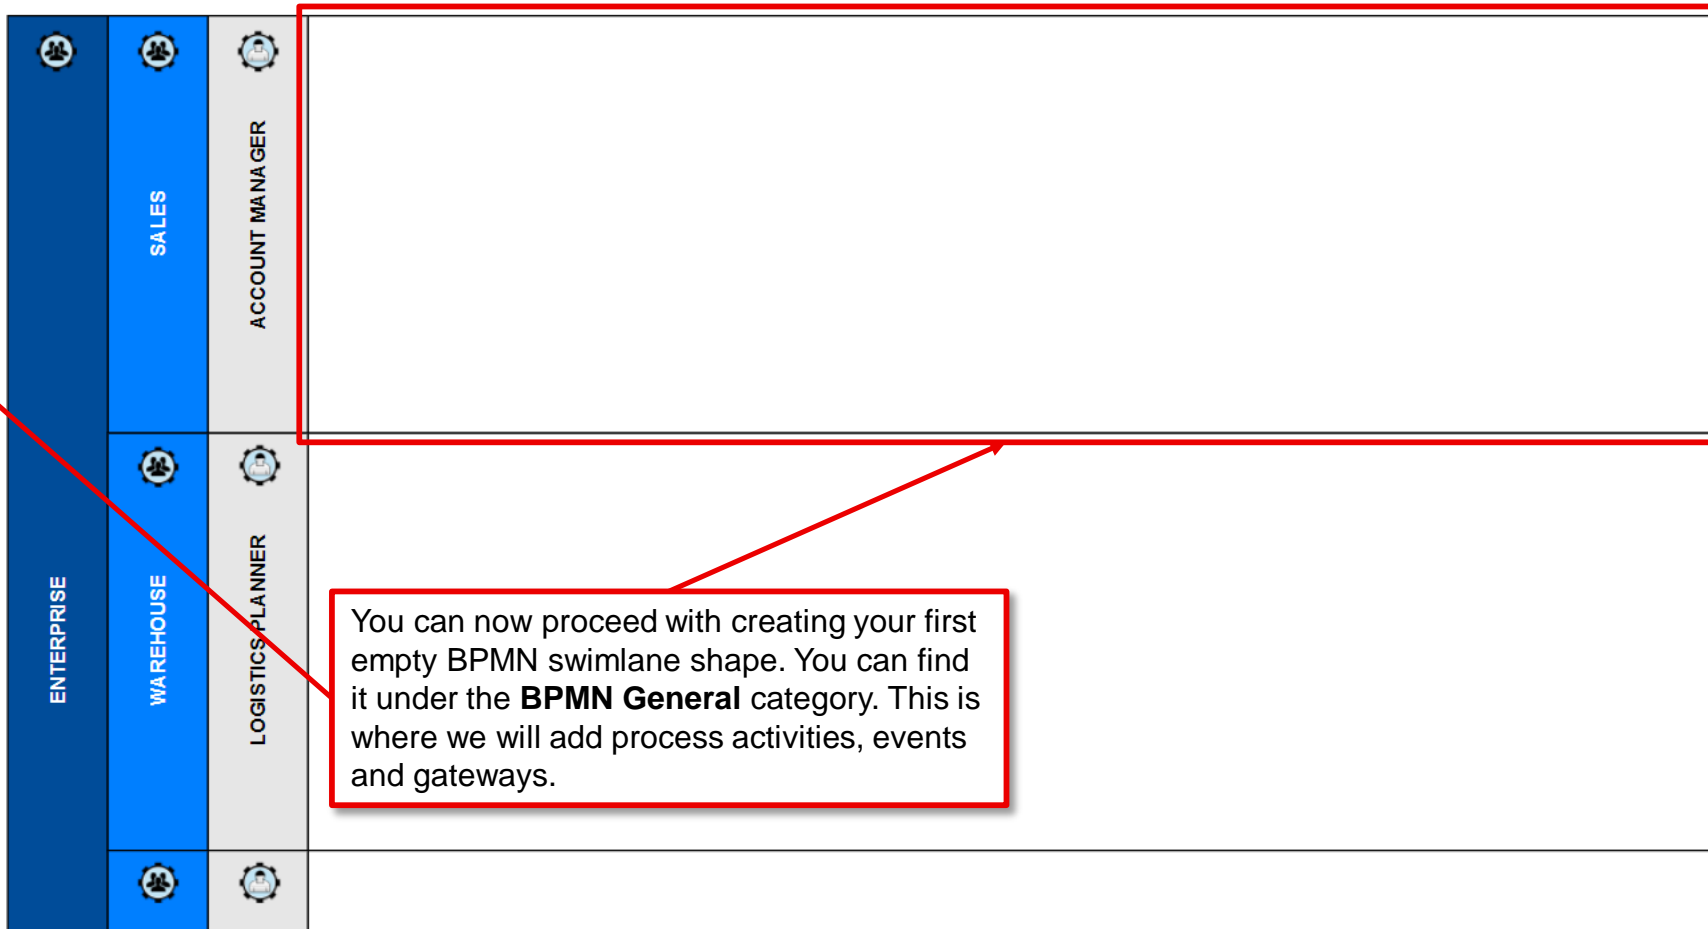 ENTERPRISE
SALES
ACCOUNT MANAGER
WAREHOUSE
LOGISTICS PLANNER
You can now proceed with creating your first
empty BPMN swimlane shape. You can find
it under the BPMN General category. This is
where we will add process activities, events
and gateways.